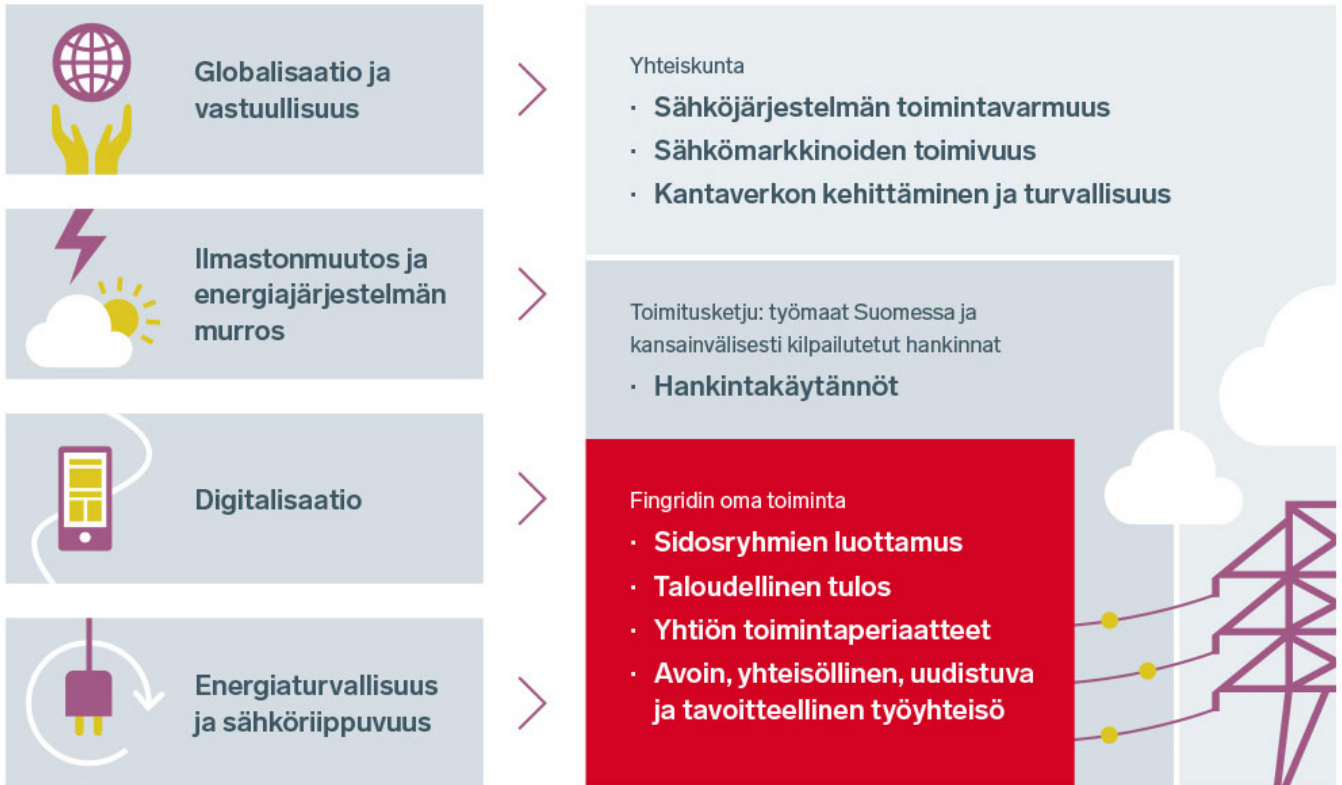 Globalisaatio ja
vastuullisuus
Ilmastonmuutos ja
energiajärjestelmän
murros
Digitalisaatio
Energiaturvallisuus
ja sähköriippuvuus
Yhteiskunta
· Sähköjärjestelmän toimintavarmuus
· Sähkömarkkinoiden toimivuus
· Kantaverkon kehittäminen ja turvallisuus
Toimitusketju: työmaat Suomessa ja
kansainvälisesti kilpailutetut hankinnat
· Hankintakäytännöt
Fingridin oma toiminta
· Sidosryhmien luottamus
· Taloudellinen tulos
· Yhtiön toimintaperiaatteet
· Avoin, yhteisöllinen, uudistuva
ja tavoitteellinen työyhteisö